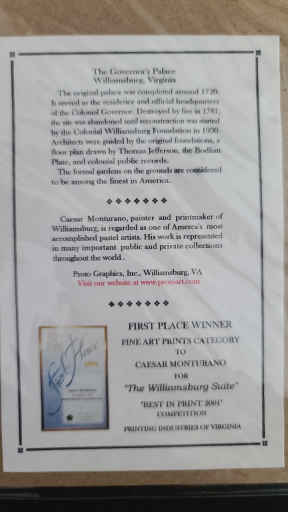 The Governor's Palace
Williamsburg, Virginia
The original palace was completed around 1720.
It served as the residence and official headquarters
of the Colonial Governor. Destroyed by fire in 1781,
the site was abandoned until reconstruction was started
by the Colonial Williamsburg Foundation in 1930.
Architects were guided by the original foundations, a
floor plan drawn by Thomas Jefferson, the Bodlian
Plate, and colonial public records.
The formal gardens on the grounds are considered
to be among the finest in America.
Caesar Monturano, painter and printmaker of
Williamsburg, is regarded as one of America's most
accomplished pastel artists. His work is represented
in many important public and private collections
throughout the world.
Proto Graphics, Inc., Williamsburg, VA
Visit our website at
FIRST PLACE WINNER
FINE ART PRINTS CATEGORY
TO
CAESAR MONTURANO
FOR
"The Williamsburg Suite"
"BEST IN PRINT 2001"
COMPETITION
PRINTING INDUSTRIES OF VIRGINIA